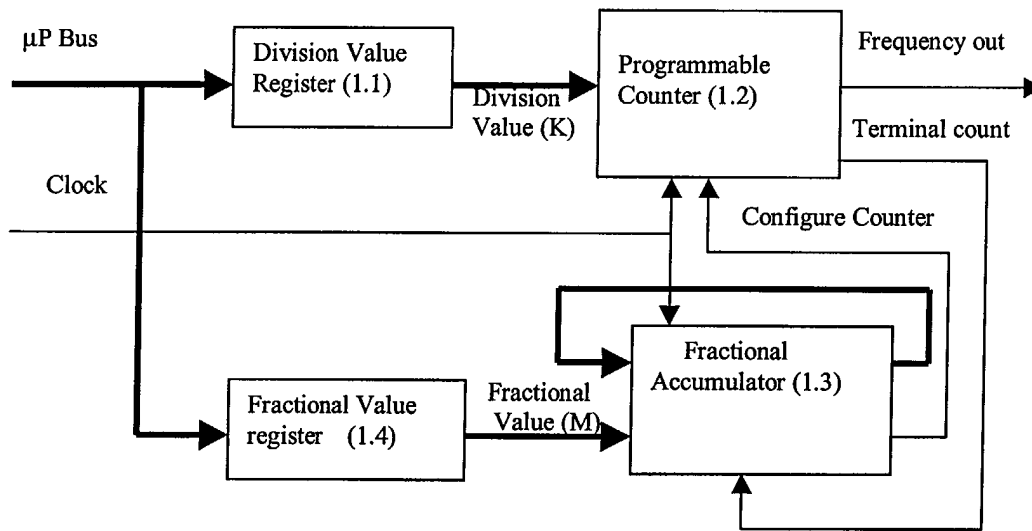 μP Bus
Division Value
Register (1.1)
Division
Value (K)
Programmable
Counter (1.2)
Frequency out
Terminal count
Clock
Configure Counter
Fractional
Accumulator (1.3)
Fractional Value
register (1.4)
Fractional
Value (M)